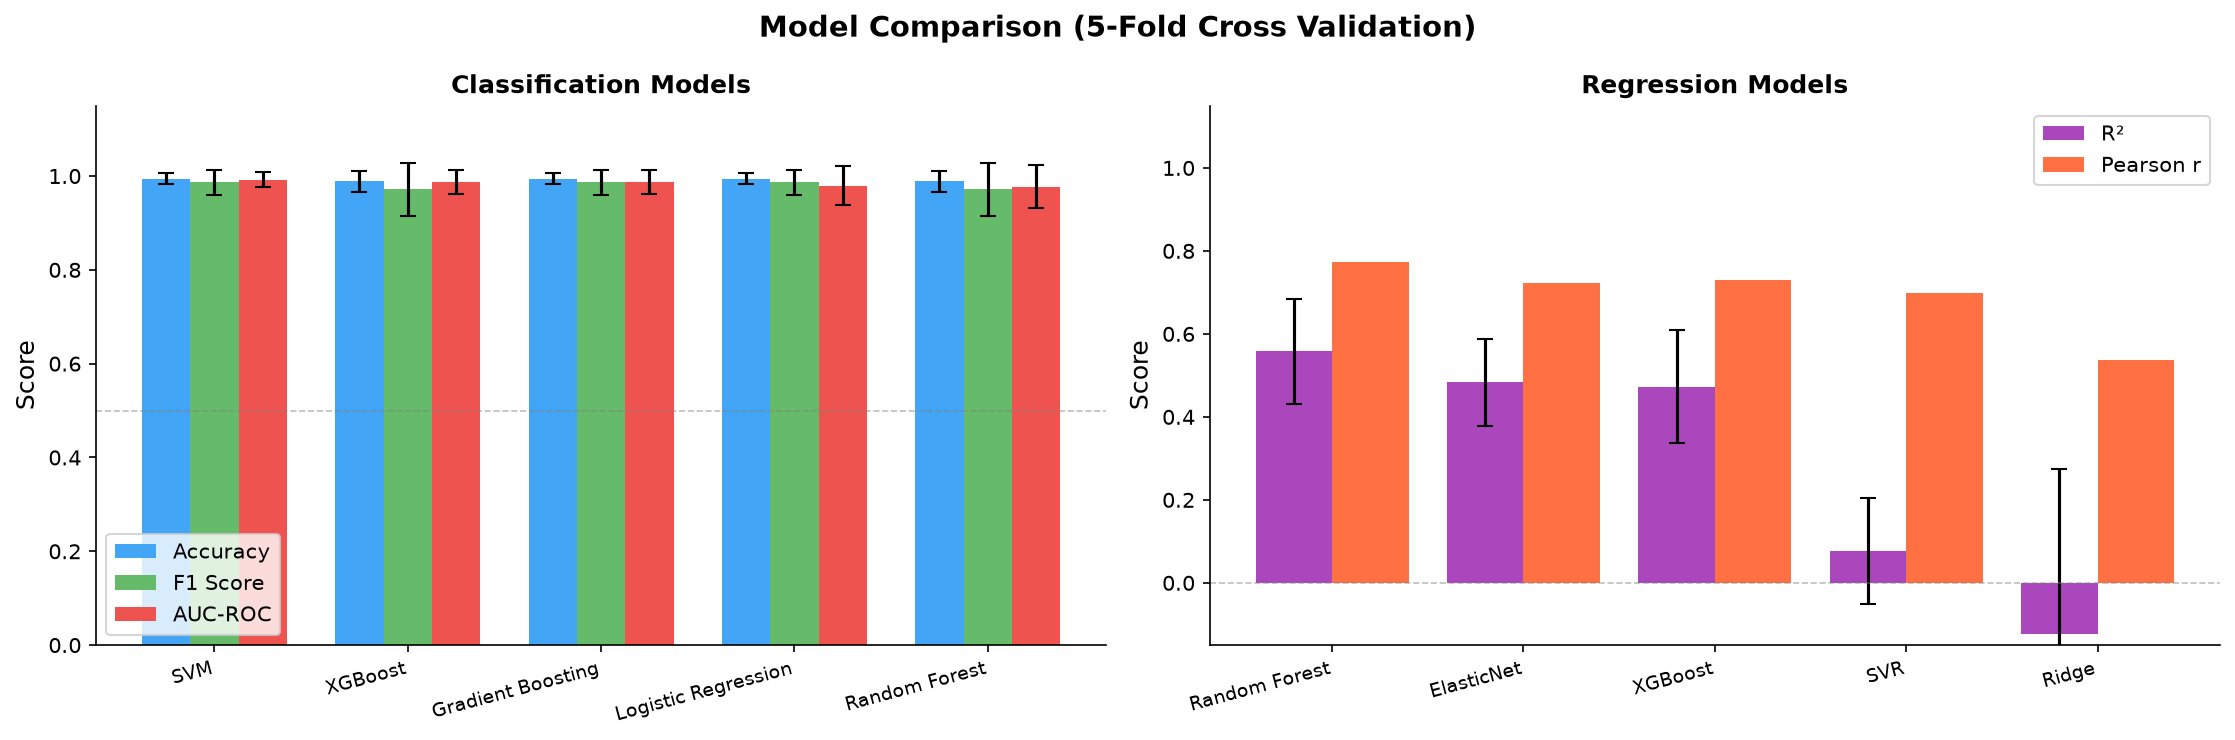 Model Comparison (5-Fold Cross Validation)
Classification Models
Score
1.0
0.8
0.6
0.4
0.2
0.0
Accuracy
F1 Score
AUC-ROC
SVM
XGBoost
Gradient Boosting
Logistic Regression
Random Forest
Regression Models
Score
1.0
0.8
0.6
0.4
0.2
0.0
R²
Pearson r
Random Forest
ElasticNet
XGBoost
SVR
Ridge